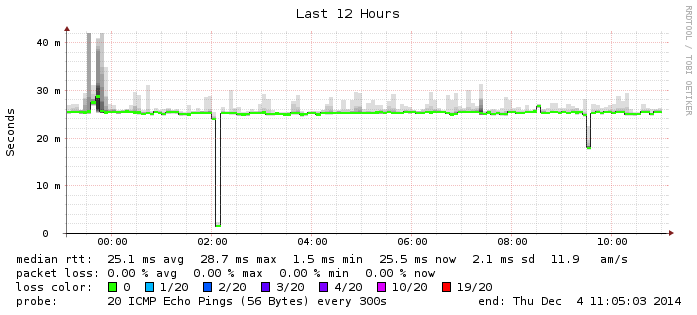 Last 12 Hours
RRDTOOL / TOBI OETIKER
Seconds
40 m
30 m
20 m
10 m
0
00:00 02:00 04:00 06:00 08:00 10:00
median rtt: 25.1 ms avg 28.7 ms max 1.5 ms min 25.5 ms now 2.1 ms sd 11.9 am/s
packet loss: 0.00 % avg 0.00 % max 0.00 % min 0.00 % now
loss color: 0 1/20 2/20 3/20 4/20 10/20 19/20
probe: 20 ICMP Echo Pings (56 Bytes) every 300s end: Thu Dec 4 11:05:03 2014